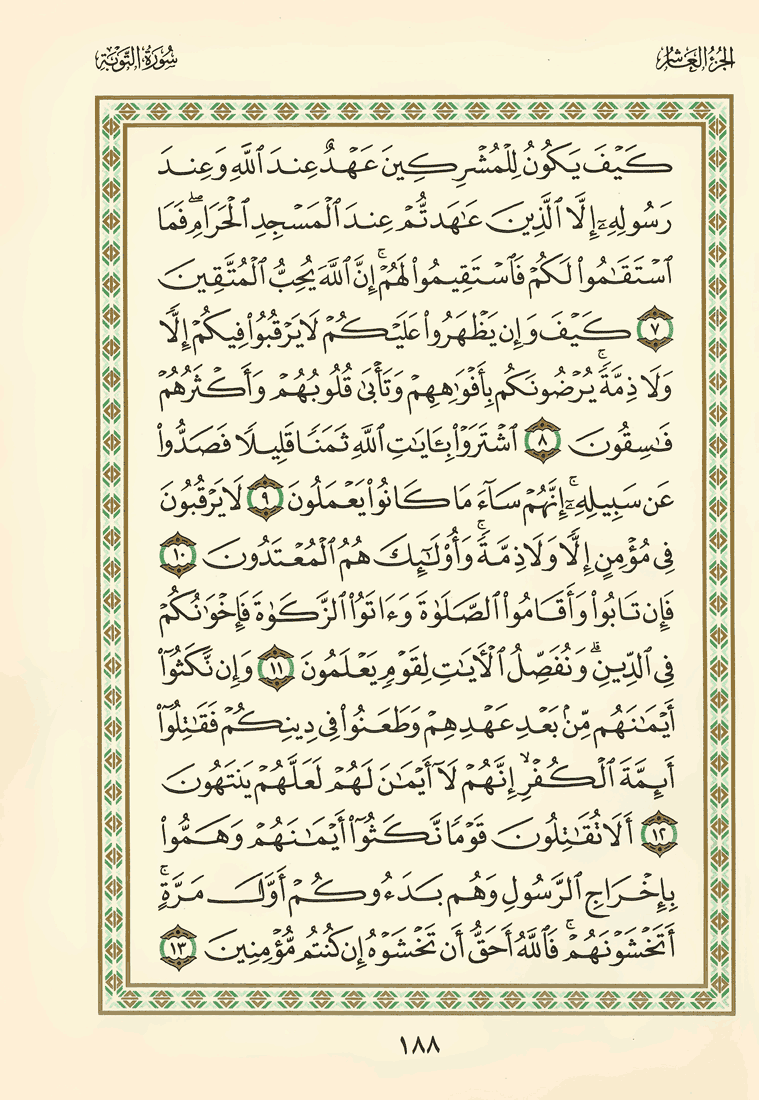 الجزء العاشر
سورة التوبة
كَيْفَ يَكُونُ لِلْمُشْرِكِينَ عَهْدٌ عِندَ ٱللَّهِ وَعِندَ
رَسُولِهِۦٓ إِلَّا ٱلَّذِينَ عَٰهَدتُّمْ عِندَ ٱلْمَسْجِدِ ٱلْحَرَامِۖ فَمَا
ٱسْتَقَٰمُوا۟ لَكُمْ فَٱسْتَقِيمُوا۟ لَهُمْۚ إِنَّ ٱللَّهَ يُحِبُّ ٱلْمُتَّقِينَ
٧ كَيْفَ وَإِن يَظْهَرُوا۟ عَلَيْكُمْ لَا يَرْقُبُوا۟ فِيكُمْ إِلًّا
وَلَا ذِمَّةًۚ يُرْضُونَكُم بِأَفْوَٰهِهِمْ وَتَأْبَىٰ قُلُوبُهُمْ وَأَكْثَرُهُمْ
فَٰسِقُونَ ٨ ٱشْتَرَوْا۟ بِـَٔايَٰتِ ٱللَّهِ ثَمَنًا قَلِيلًا فَصَدُّوا۟
عَن سَبِيلِهِۦٓۚ إِنَّهُمْ سَآءَ مَا كَانُوا۟ يَعْمَلُونَ ٩ لَا يَرْقُبُونَ
فِى مُؤْمِنٍ إِلًّا وَلَا ذِمَّةًۚ وَأُو۟لَٰٓئِكَ هُمُ ٱلْمُعْتَدُونَ ١٠
فَإِن تَابُوا۟ وَأَقَامُوا۟ ٱلصَّلَوٰةَ وَءَاتَوُا۟ ٱلزَّكَوٰةَ فَإِخْوَٰنُكُمْ
فِى ٱلدِّينِۗ وَنُفَصِّلُ ٱلْءَايَٰتِ لِقَوْمٍ يَعْلَمُونَ ١١ وَإِن نَّكَثُوٓا۟
أَيْمَٰنَهُم مِّنۢ بَعْدِ عَهْدِهِمْ وَطَعَنُوا۟ فِى دِينِكُمْ فَقَٰتِلُوٓا۟
أَئِمَّةَ ٱلْكُفْرِۙ إِنَّهُمْ لَآ أَيْمَٰنَ لَهُمْ لَعَلَّهُمْ يَنتَهُونَ
١٢ أَلَا تُقَٰتِلُونَ قَوْمًا نَّكَثُوٓا۟ أَيْمَٰنَهُمْ وَهَمُّوا۟
بِإِخْرَاجِ ٱلرَّسُولِ وَهُم بَدَءُوكُمْ أَوَّلَ مَرَّةٍۚ
أَتَخْشَوْنَهُمْۚ فَٱللَّهُ أَحَقُّ أَن تَخْشَوْهُ إِن كُنتُم مُّؤْمِنِينَ ١٣
١٨٨